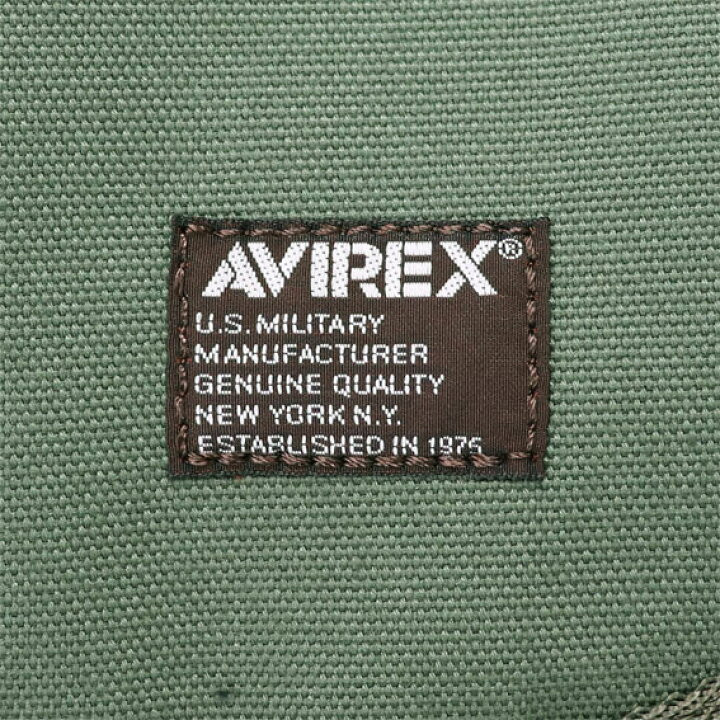 AVIREX®
U.S. MILITARY
MANUFACTURER
GENUINE QUALITY
NEW YORK N.Y.
ESTABLISHED IN 1975